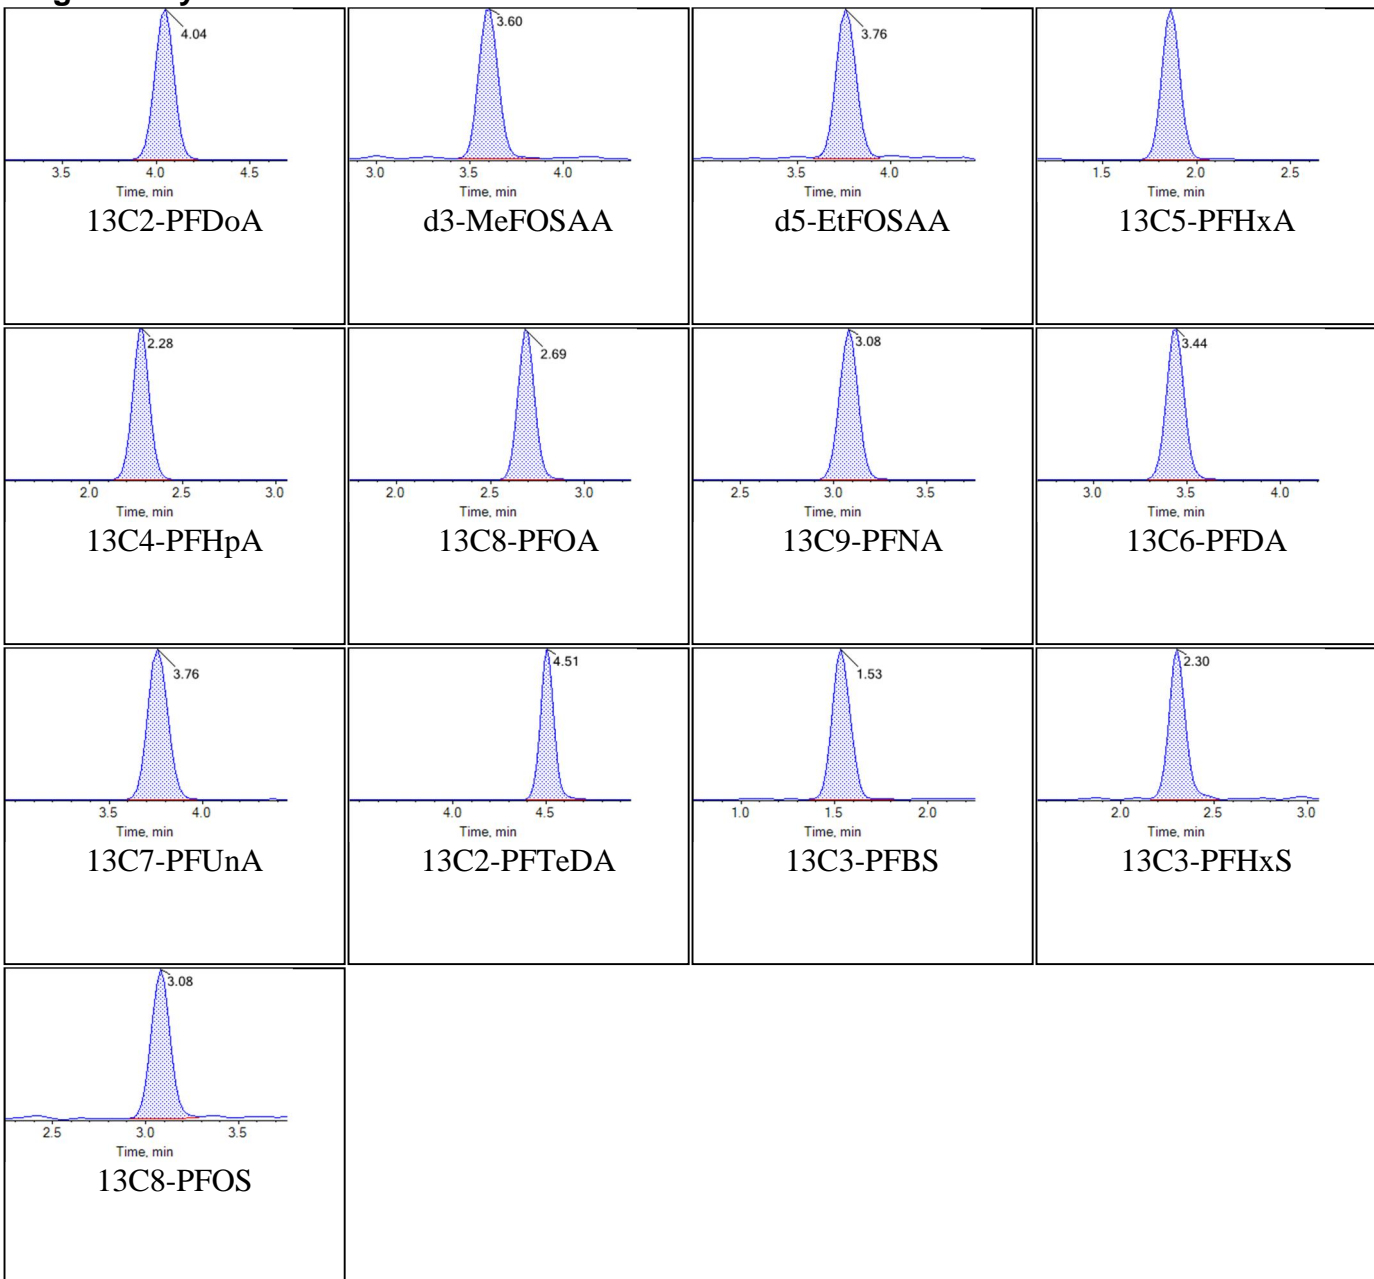 4.04
3.5 4.0 4.5
Time, min
13C2-PFDoA
3.60
3.0 3.5 4.0
Time, min
d3-MeFOSAA
3.76
3.5 4.0
Time, min
d5-EtFOSAA
1.5 2.0 2.5
Time, min
13C5-PFHxA
2.28
2.0 2.5 3.0
Time, min
13C4-PFHpA
2.69
2.0 2.5 3.0
Time, min
13C8-PFOA
3.08
2.5 3.0 3.5
Time, min
13C9-PFNA
3.44
3.0 3.5 4.0
Time, min
13C6-PFDA
3.76
3.5 4.0
Time, min
13C7-PFUnA
4.51
4.0 4.5
Time, min
13C2-PFTeDA
1.53
1.0 1.5 2.0
Time, min
13C3-PFBS
2.30
2.0 2.5 3.0
Time, min
13C3-PFHxS
3.08
2.5 3.0 3.5
Time, min
13C8-PFOS